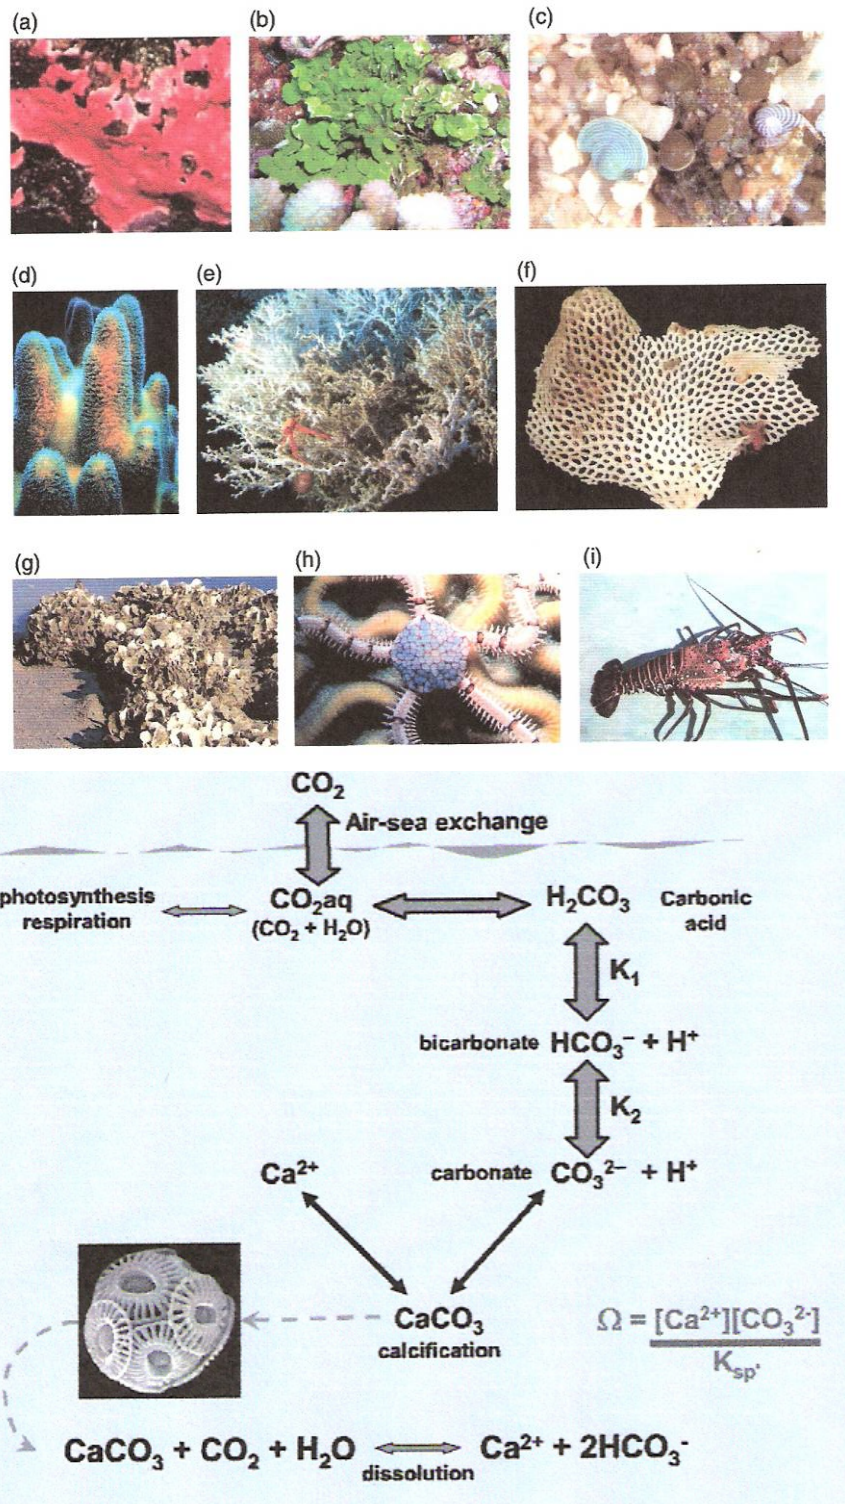 (a)
(b)
(c)
(d)
(e)
(f)
(g)
(h)
(i)
CO₂
Air-sea exchange
photosynthesis
respiration
CO₂aq
(CO₂ + H₂O)
H₂CO₃
Carbonic
acid
K₁
bicarbonate HCO₃⁻ + H⁺
K₂
Ca²⁺
carbonate CO₃²⁻ + H⁺
CaCO₃
calcification
Ω = [Ca²⁺][CO₃²⁻]
Kₛₚ.
CaCO₃ + CO₂ + H₂O
Ca²⁺ + 2HCO₃⁻
dissolution